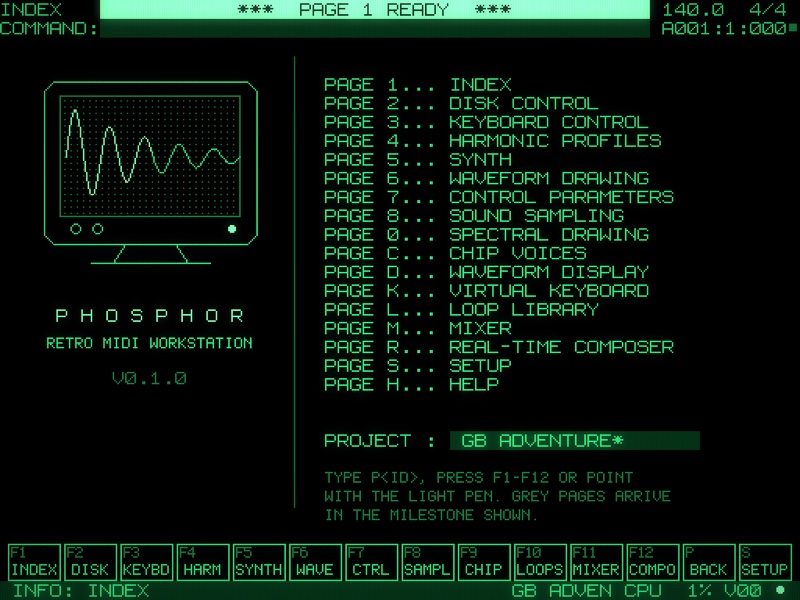 INDEX *** PAGE 1 READY *** 140.0 4/4
COMMAND: A001:1:000
PAGE 1... INDEX
PAGE 2... DISK CONTROL
PAGE 3... KEYBOARD CONTROL
PAGE 4... HARMONIC PROFILES
PAGE 5... SYNTH
PAGE 6... WAVEFORM DRAWING
PAGE 7... CONTROL PARAMETERS
PAGE 8... SOUND SAMPLING
PAGE 0... SPECTRAL DRAWING
PAGE C... CHIP VOICES
PAGE D... WAVEFORM DISPLAY
PAGE K... VIRTUAL KEYBOARD
PAGE L... LOOP LIBRARY
PAGE M... MIXER
PAGE R... REAL-TIME COMPOSER
PAGE S... SETUP
PAGE H... HELP
PHOSPHOR
RETRO MIDI WORKSTATION
V0.1.0
PROJECT : GB ADVENTURE*
TYPE P<ID>, PRESS F1-F12 OR POINT
WITH THE LIGHT PEN. GREY PAGES ARRIVE
IN THE MILESTONE SHOWN.
F1 F2 F3 F4 F5 F6 F7 F8 F9 F10 F11 F12 P S
INDEX DISK KEYBD HARM SYNTH WAVE CTRL SAMPL CHIP LOOPS MIXER COMPO BACK SETUP
INFO: INDEX GB ADVEN CPU 1% V00